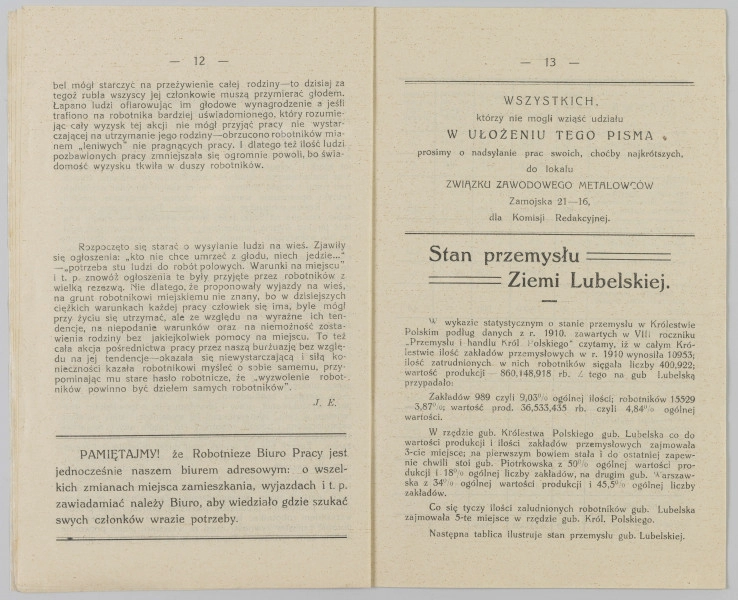 — 12 —
bel mógł starczyć na przeżywienie całej rodziny—to dzisiaj za
tegoż rubla wszyscy jej członkowie muszą przymierać głodem.
Łapano ludzi ofiarowując im głodowe wynagrodzenie a jeśli
trafiono na robotnika bardziej uświadomionego, który rozumie-
jąc cały wyzysk tej akcji nie mógł przyjąć pracy nie wystar-
czającej na utrzymanie jego rodziny—obrzucono robotników mia-
nem „leniwych" nie pragnących pracy. I dlatego też ilość ludzi
pozbawionych pracy zmniejszała się ogromnie powoli, bo świa-
domość wyzysku tkwiła w duszy robotników.
Rozpoczęto się starać o wysyłanie ludzi na wieś. Zjawiły
się ogłoszenia: „kto nie chce umrzeć z głodu, niech jedzie..."
—„potrzeba stu ludzi do robót polowych. Warunki na miejscu"
i t. p. znowóż ogłoszenia te były przyjęte przez robotników z
wielką rezerwą. Nie dlatego, że proponowały wyjazdy na wieś,
na grunt robotnikowi miejskiemu nie znany, bo w dzisiejszych
ciężkich warunkach każdej pracy człowiek się ima, byle mógł
przy życiu się utrzymać, ale ze względu na wyraźne ich ten-
dencje, na niepodanie warunków oraz na niemożność zosta-
wienia rodziny bez jakiejkolwiek pomocy na miejscu. To też
cała akcja pośrednictwa pracy przez naszą burżuazję bez wzglę-
du na jej tendencje—okazała się niewystarczającą i siłą ko-
nieczności kazała robotnikowi myśleć o sobie samemu, przy-
pominając mu stare hasło robotnicze, że „wyzwolenie robot-
ników powinno być dziełem samych robotników".
J. E.
PAMIĘTAJMY! że Robotnicze Biuro Pracy jest
jednocześnie naszem biurem adresowym: o wszel-
kich zmianach miejsca zamieszkania, wyjazdach i t. p.
zawiadamiać należy Biuro, aby wiedziało gdzie szukać
swych członków wrazie potrzeby.
— 13 —
WSZYSTKICH,
którzy nie mogli wziąść udziału
W UŁOŻENIU TEGO PISMA
prosimy o nadsyłanie prac swoich, choćby najkrótszych,
do lokalu
ZWIĄZKU ZAWODOWEGO METALOWCÓW
Zamojska 21—16,
dla Komisji Redakcyjnej.
Stan przemysłu
Ziemi Lubelskiej.
W wykazie statystycznym o stanie przemysłu w Królestwie
Polskim podług danych z r. 1910, zawartych w VIII roczniku
„Przemysłu i handlu Król Polskiego" czytamy, iż w całym Kró-
lestwie ilość zakładów przemysłowych w r. 1910 wynosiła 10953;
ilość zatrudnionych w nich robotników sięgała liczby 400,922;
wartość produkcji — 860,148,918 rb. Z tego na gub Lubelską
przypadało:
Zakładów 989 czyli 9,03% ogólnej ilości; robotników 15529
—3,87%; wartość prod. 36,533,435 rb. czyli 4,84% ogólnej
wartości.
W rzędzie gub. Królestwa Polskiego gub. Lubelska co do
wartości produkcji i ilości zakładów przemysłowych zajmowała
3-cie miejsce; na pierwszym bowiem stała i do ostatniej zapew-
nie chwili stoi gub. Piotrkowska z 50% ogólnej wartości pro-
dukcji i 18% ogólnej liczby zakładów, na drugim gub. Warszaw-
ska z 34% ogólnej wartości produkcji i 45,5% ogólnej liczby
zakładów.
Co się tyczy ilości zaludnionych robotników gub. Lubelska
zajmowała 5-te miejsce w rzędzie gub. Król. Polskiego.
Następna tablica ilustruje stan przemysłu gub. Lubelskiej.